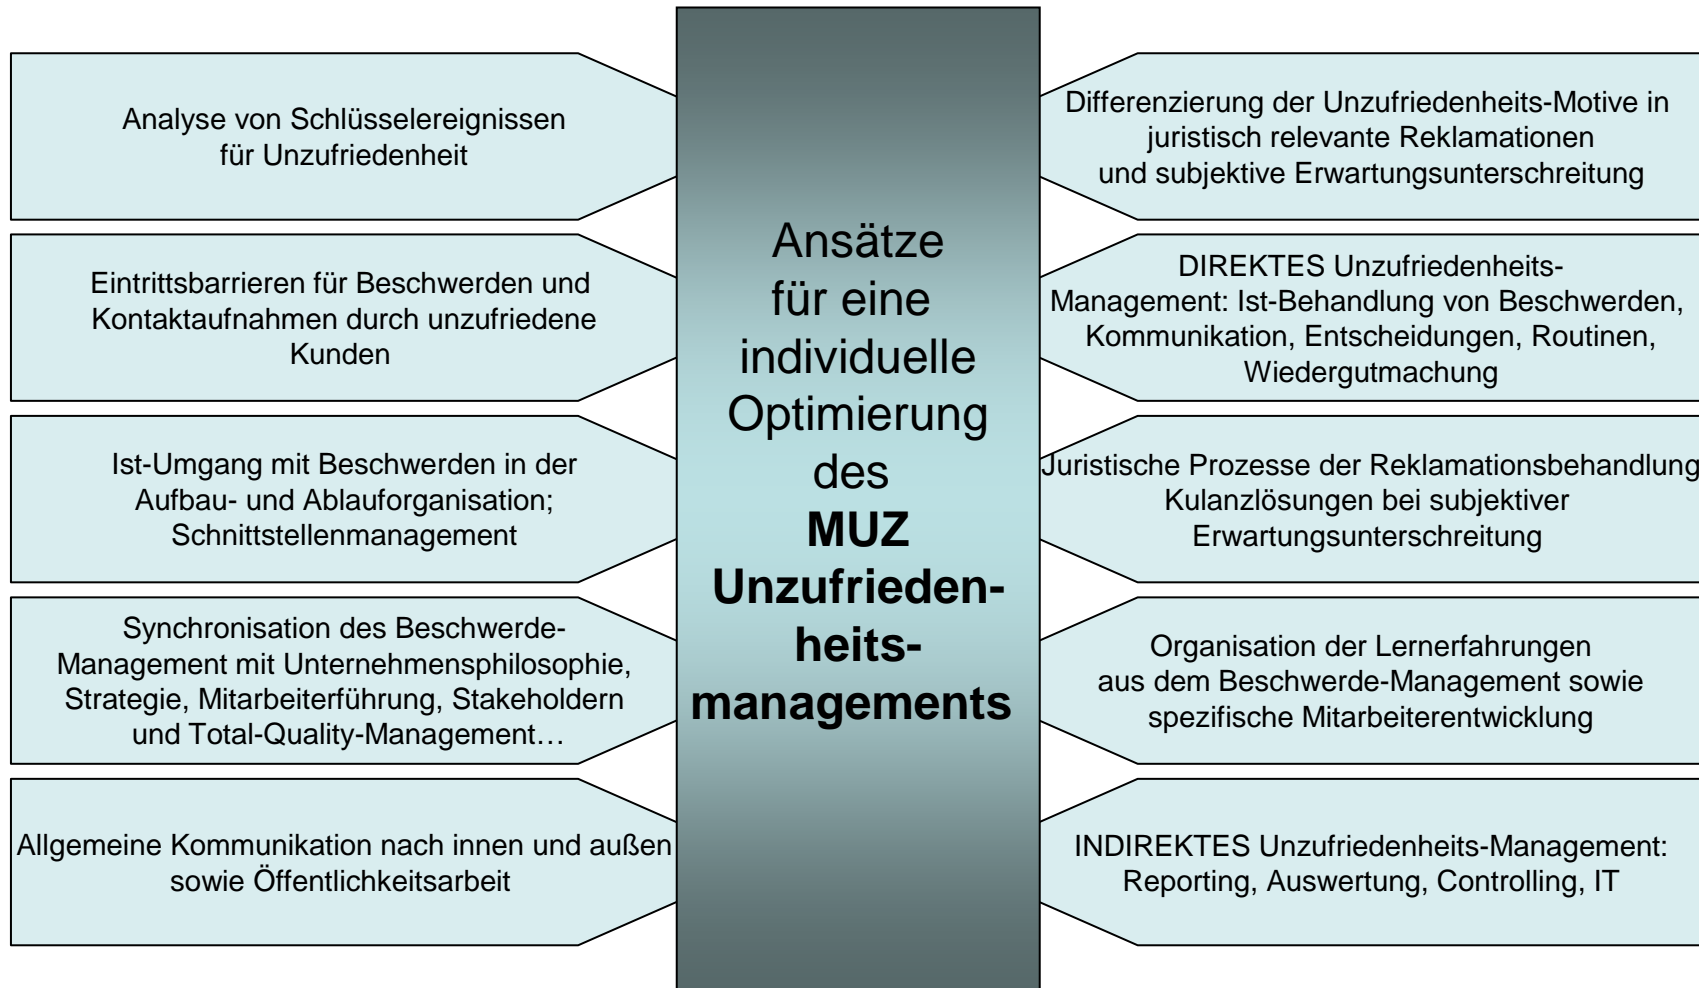 Analyse von Schlüsselereignissen
für Unzufriedenheit
Eintrittsbarrieren für Beschwerden und
Kontaktaufnahmen durch unzufriedene
Kunden
Ist-Umgang mit Beschwerden in der
Aufbau- und Ablauforganisation;
Schnittstellenmanagement
Synchronisation des Beschwerde-
Management mit Unternehmensphilosophie,
Strategie, Mitarbeiterführung, Stakeholdern
und Total-Quality-Management…
Allgemeine Kommunikation nach innen und außen
sowie Öffentlichkeitsarbeit
Ansätze
für eine
individuelle
Optimierung
des
MUZ
Unzufrieden-
heits-
managements
Differenzierung der Unzufriedenheits-Motive in
juristisch relevante Reklamationen
und subjektive Erwartungsunterschreitung
DIREKTES Unzufriedenheits-
Management: Ist-Behandlung von Beschwerden,
Kommunikation, Entscheidungen, Routinen,
Wiedergutmachung
Juristische Prozesse der Reklamationsbehandlung
Kulanzlösungen bei subjektiver
Erwartungsunterschreitung
Organisation der Lernerfahrungen
aus dem Beschwerde-Management sowie
spezifische Mitarbeiterentwicklung
INDIREKTES Unzufriedenheits-Management:
Reporting, Auswertung, Controlling, IT